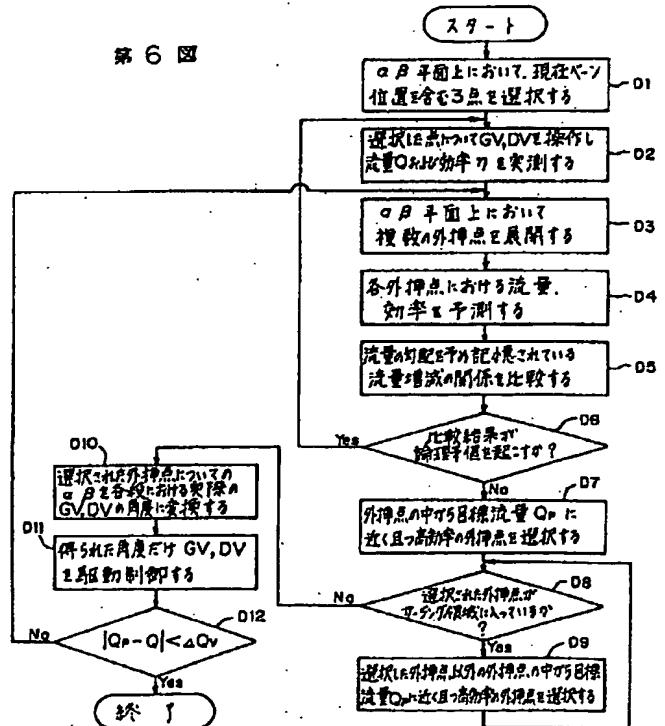 第6図
スタート
αβ平面上において、現在ベーン
位置を含む3点を選択する
D1
選択した点についてGV,DVを操作し
流量Qおよび効率ηを実測する
D2
αβ平面上において
複数の外挿点を展開する
D3
各外挿点における流量、
効率を予測する
D4
流量の勾配を予め記憶されている
流量増減の関係を比較する
D5
比較結果が
論理矛盾を起こすか?
D6
Yes
No
外挿点の中から目標流量Qpに
近く且つ高効率の外挿点を選択する
D7
選択された外挿点が
サージング領域に入っているか
?
D8
No
Yes
選択した外挿点以外の外挿点の中から目標
流量Qpに近く且つ高効率の外挿点を選択する
D9
D10
選択された外挿点についての
αβを各段における実際の
GV,DVの角度に変換する
D11
得られた角度だけGV,DV
を駆動制御する
|Qp-Q|<ΔQv
D12
No
Yes
終了